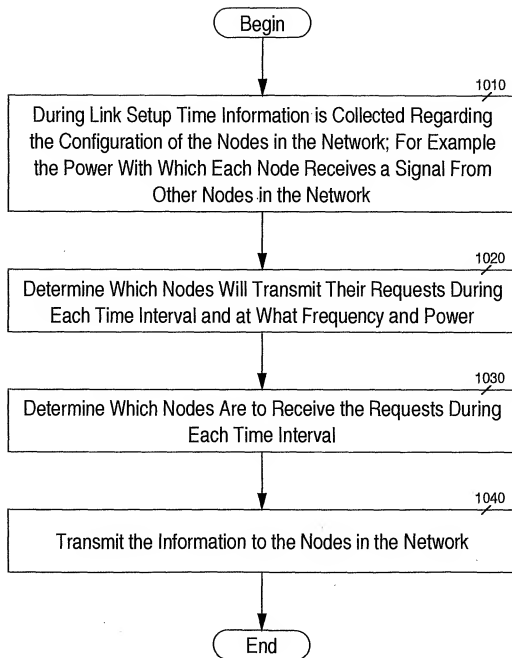 Begin
1010
During Link Setup Time Information is Collected Regarding
the Configuration of the Nodes in the Network; For Example
the Power With Which Each Node Receives a Signal From
Other Nodes in the Network
1020
Determine Which Nodes Will Transmit Their Requests During
Each Time Interval and at What Frequency and Power
1030
Determine Which Nodes Are to Receive the Requests During
Each Time Interval
1040
Transmit the Information to the Nodes in the Network
End